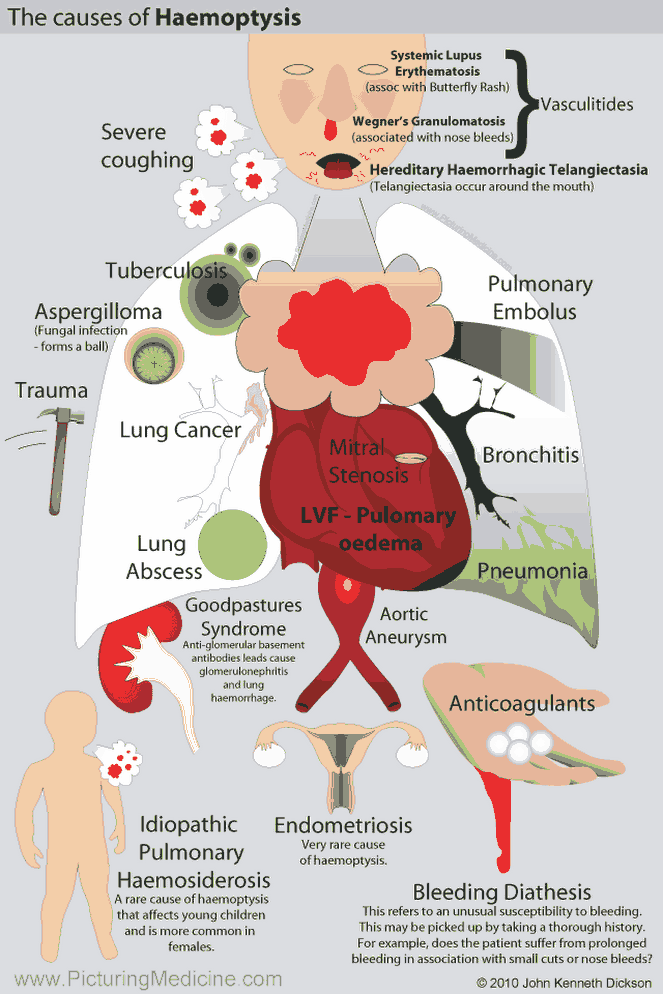 The causes of Haemoptysis
Systemic Lupus
Erythematosis
(assoc with Butterfly Rash)
Vasculitides
Wegner's Granulomatosis
(associated with nose bleeds)
Severe
coughing
Hereditary Haemorrhagic Telangiectasia
(Telangiectasia occur around the mouth)
www.PicturingMedicine.com
Tuberculosis
Pulmonary
Embolus
Aspergilloma
(Fungal infection
- forms a ball)
Trauma
Lung Cancer
Mitral
Stenosis
Bronchitis
LVF - Pulomary
oedema
Lung
Abscess
Pneumonia
Goodpastures
Syndrome
Anti-glomerular basement
antibodies leads cause
glomerulonephritis
and lung
haemorrhage.
Aortic
Aneurysm
Anticoagulants
Idiopathic
Pulmonary
Haemosiderosis
A rare cause of haemoptysis
that affects young children
and is more common in
females.
Endometriosis
Very rare cause
of haemoptysis.
Bleeding Diathesis
This refers to an unusual susceptibility to bleeding.
This may be picked up by taking a thorough history.
For example, does the patient suffer from prolonged
bleeding in association with small cuts or nose bleeds?
www.PicturingMedicine.com
© 2010 John Kenneth Dickson